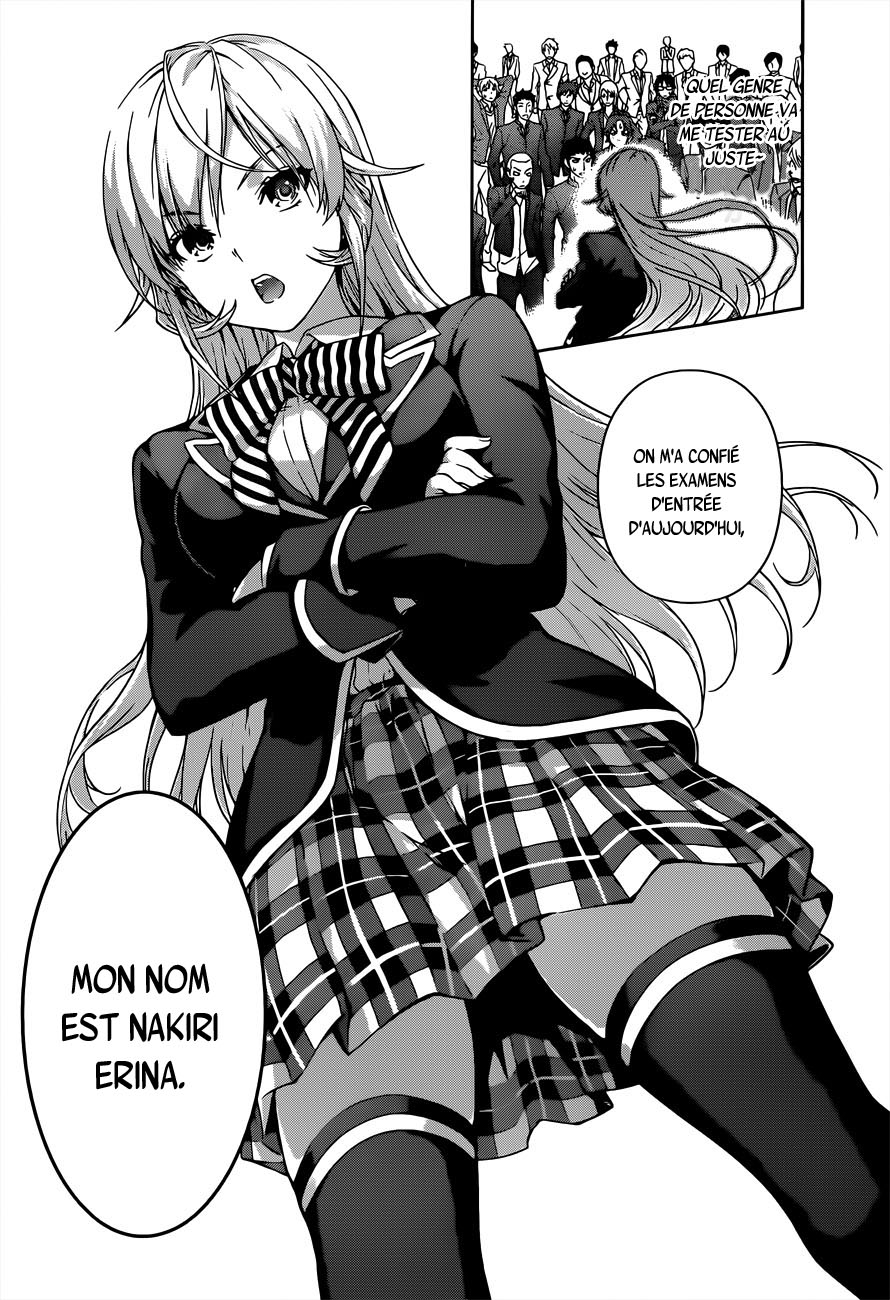 QUEL GENRE
DE PERSONNE VA
ME TESTER AU
JUSTE~
ON M'A CONFIÉ
LES EXAMENS
D'ENTRÉE
D'AUJOURD'HUI,
MON NOM
EST NAKIRI
ERINA.